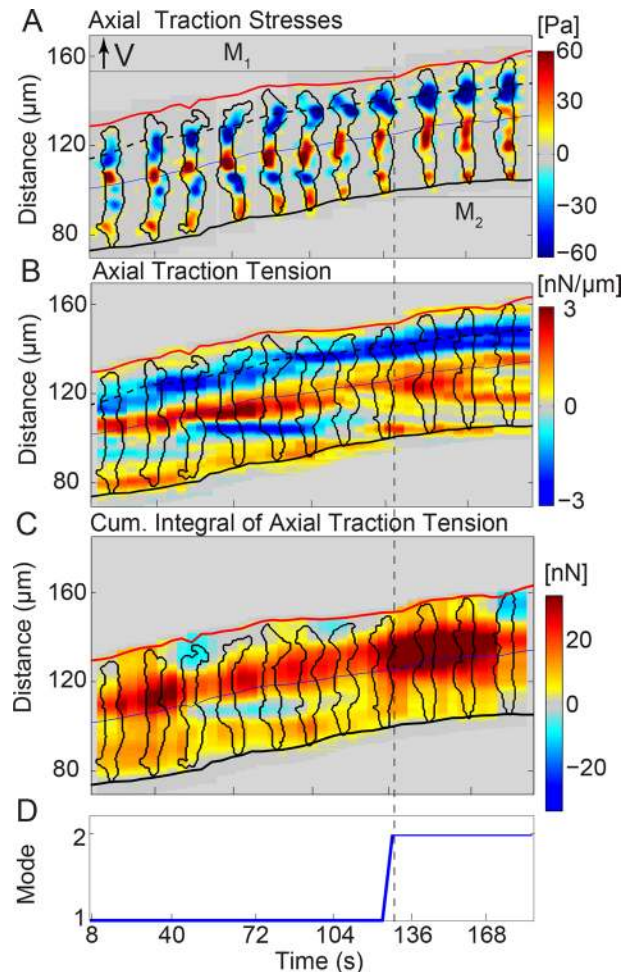 A Axial Traction Stresses
[Pa]
160
120
80
Distance (µm)
V
M1
M2
60
30
0
−30
−60
B Axial Traction Tension
[nN/µm]
160
120
80
Distance (µm)
3
0
−3
C Cum. Integral of Axial Traction Tension
[nN]
160
120
80
Distance (µm)
20
0
−20
D
Mode
2
1
8 40 72 104 136 168
Time (s)